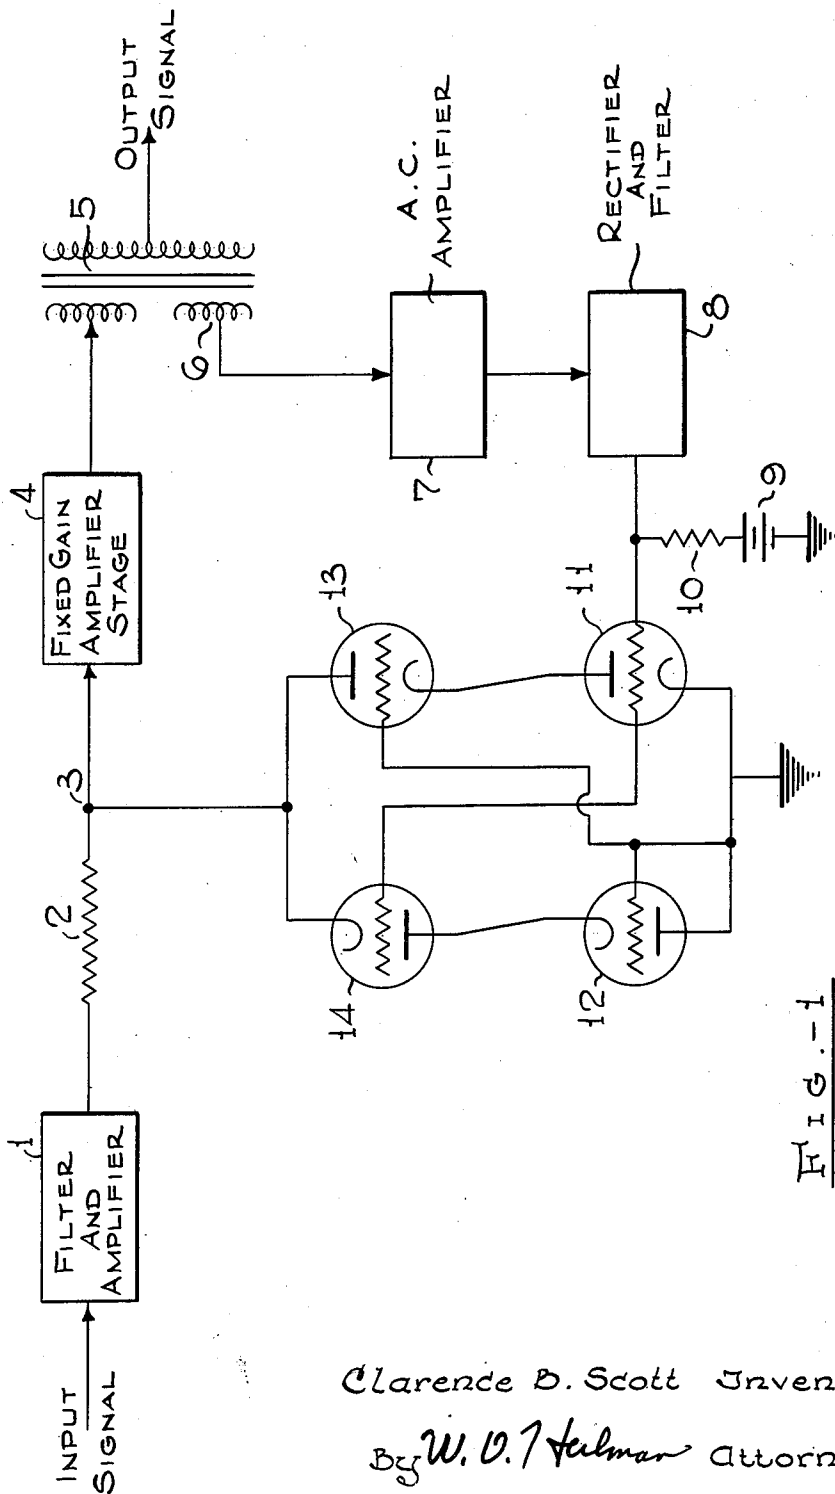 INPUT
SIGNAL
1
FILTER
AND
AMPLIFIER
2
3
4
FIXED GAIN
AMPLIFIER
STAGE
5
OUTPUT
SIGNAL
6
A.C.
AMPLIFIER
7
RECTIFIER
AND
FILTER
8
9
10
11
13
14
12
FIG.-1
Clarence B. Scott Inven
By W. O. Heilman Attorn